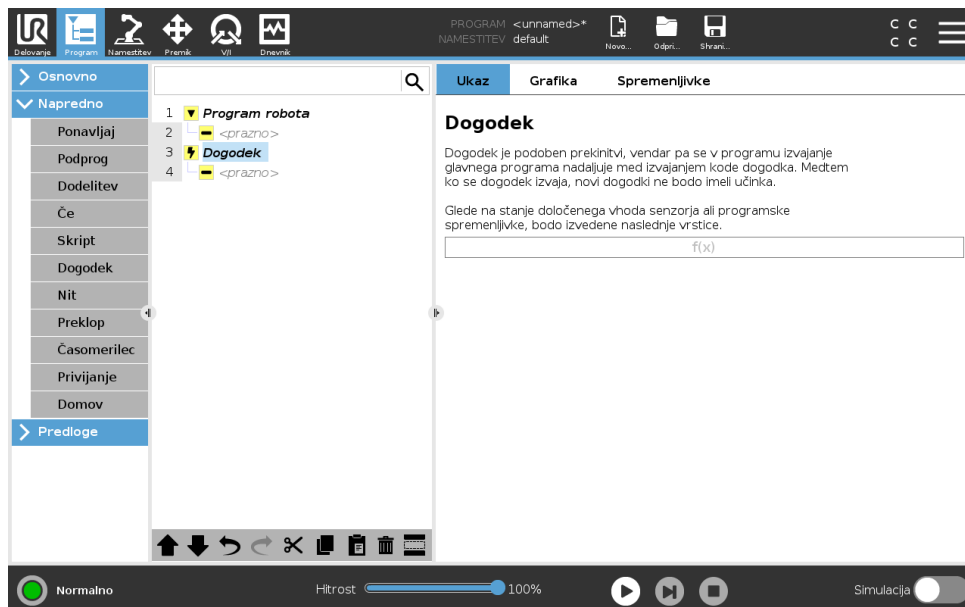 UR
Delovanje
Program
Namestitev
Premik
V/I
Dnevnik
PROGRAM <unnamed>*
NAMESTITEV default
Novo...
Odpri...
Shrani...
C C
C C
Osnovno
Napredno
Ponavljaj
Podprog
Dodelitev
Če
Skript
Dogodek
Nit
Preklop
Časomerilec
Privijanje
Domov
Predloge
1 Program robota
2 <prazno>
3 Dogodek
4 <prazno>
Ukaz
Grafika
Spremenljivke
Dogodek
Dogodek je podoben prekinitvi, vendar pa se v programu izvajanje
glavnega programa nadaljuje med izvajanjem kode dogodka. Medtem
ko se dogodek izvaja, novi dogodki ne bodo imeli učinka.
Glede na stanje določenega vhoda senzorja ali programske
spremenljivke, bodo izvedene naslednje vrstice.
f(x)
Normalno
Hitrost
100%
Simulacija